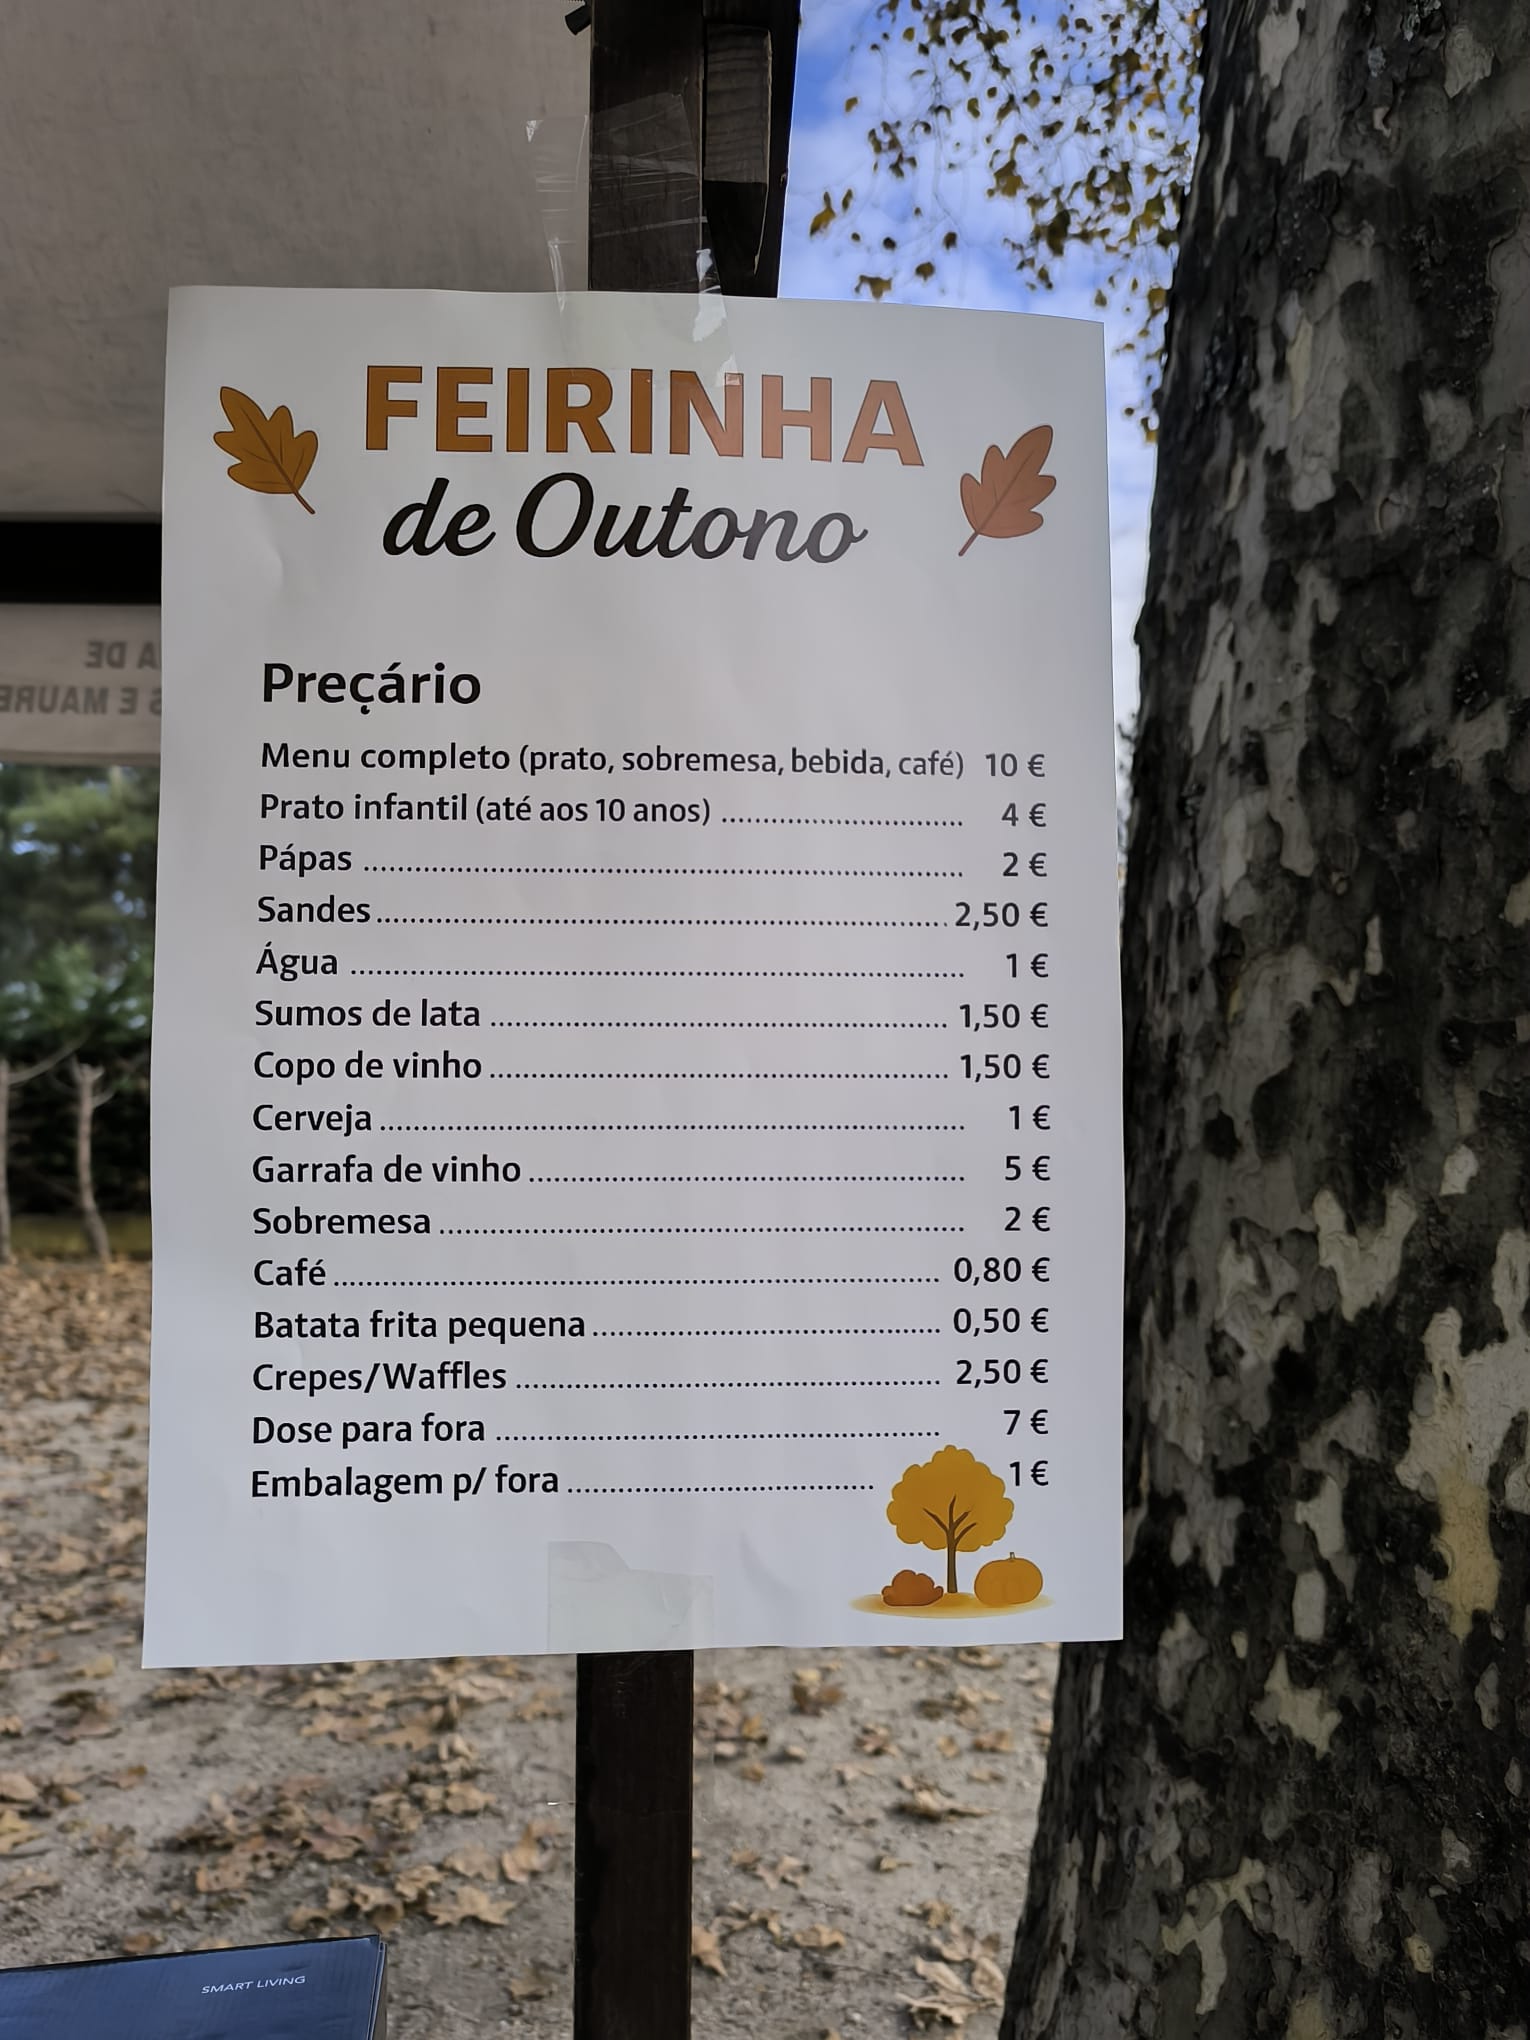 FEIRINHA
de Outono
A DE
S E MAURE
Preçário
Menu completo (prato, sobremesa, bebida, café) 10 €
Prato infantil (até aos 10 anos) ........................ 4 €
Pápas ........................ 2 €
Sandes ........................ 2,50 €
Água ........................ 1 €
Sumos de lata ........................ 1,50 €
Copo de vinho ........................ 1,50 €
Cerveja ........................ 1 €
Garrafa de vinho ........................ 5 €
Sobremesa ........................ 2 €
Café ........................ 0,80 €
Batata frita pequena ........................ 0,50 €
Crepes/Waffles ........................ 2,50 €
Dose para fora ........................ 7 €
Embalagem p/ fora ........................ 1 €
SMART LIVING